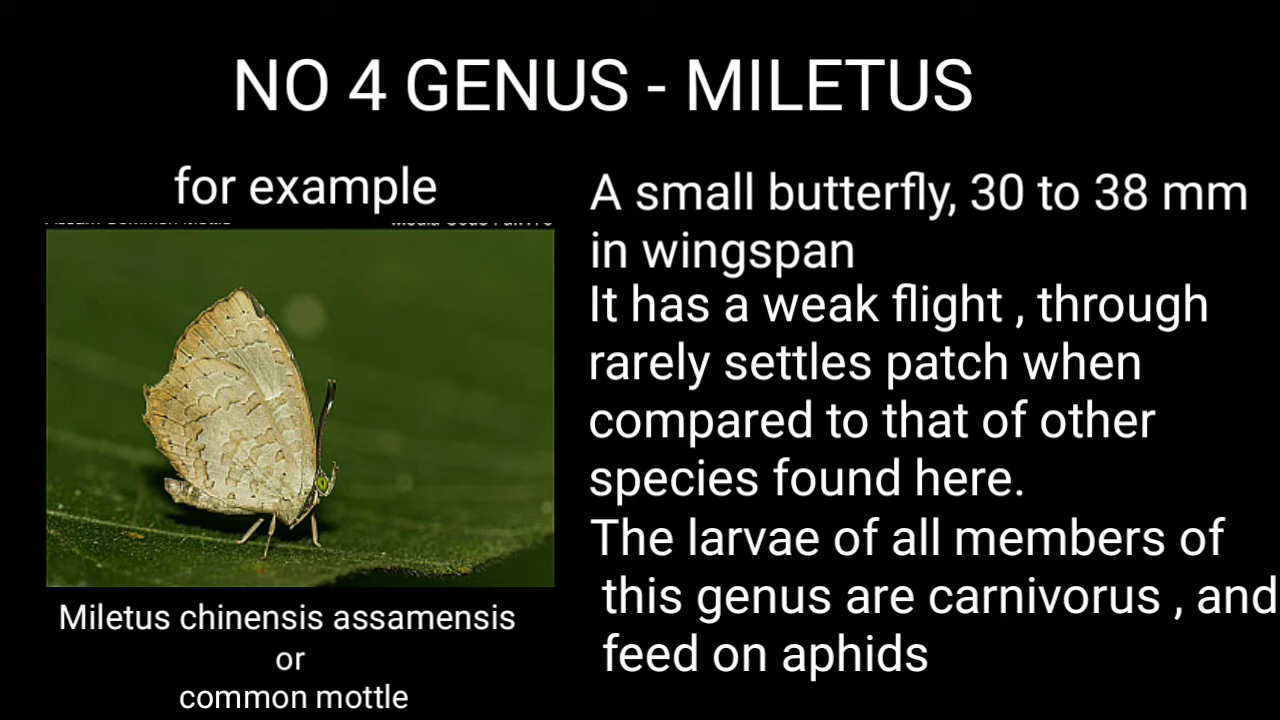 NO 4 GENUS - MILETUS
for example
Miletus chinensis assamensis
or
common mottle
A small butterfly, 30 to 38 mm
in wingspan
It has a weak flight , through
rarely settles patch when
compared to that of other
species found here.
The larvae of all members of
this genus are carnivorus , and
feed on aphids